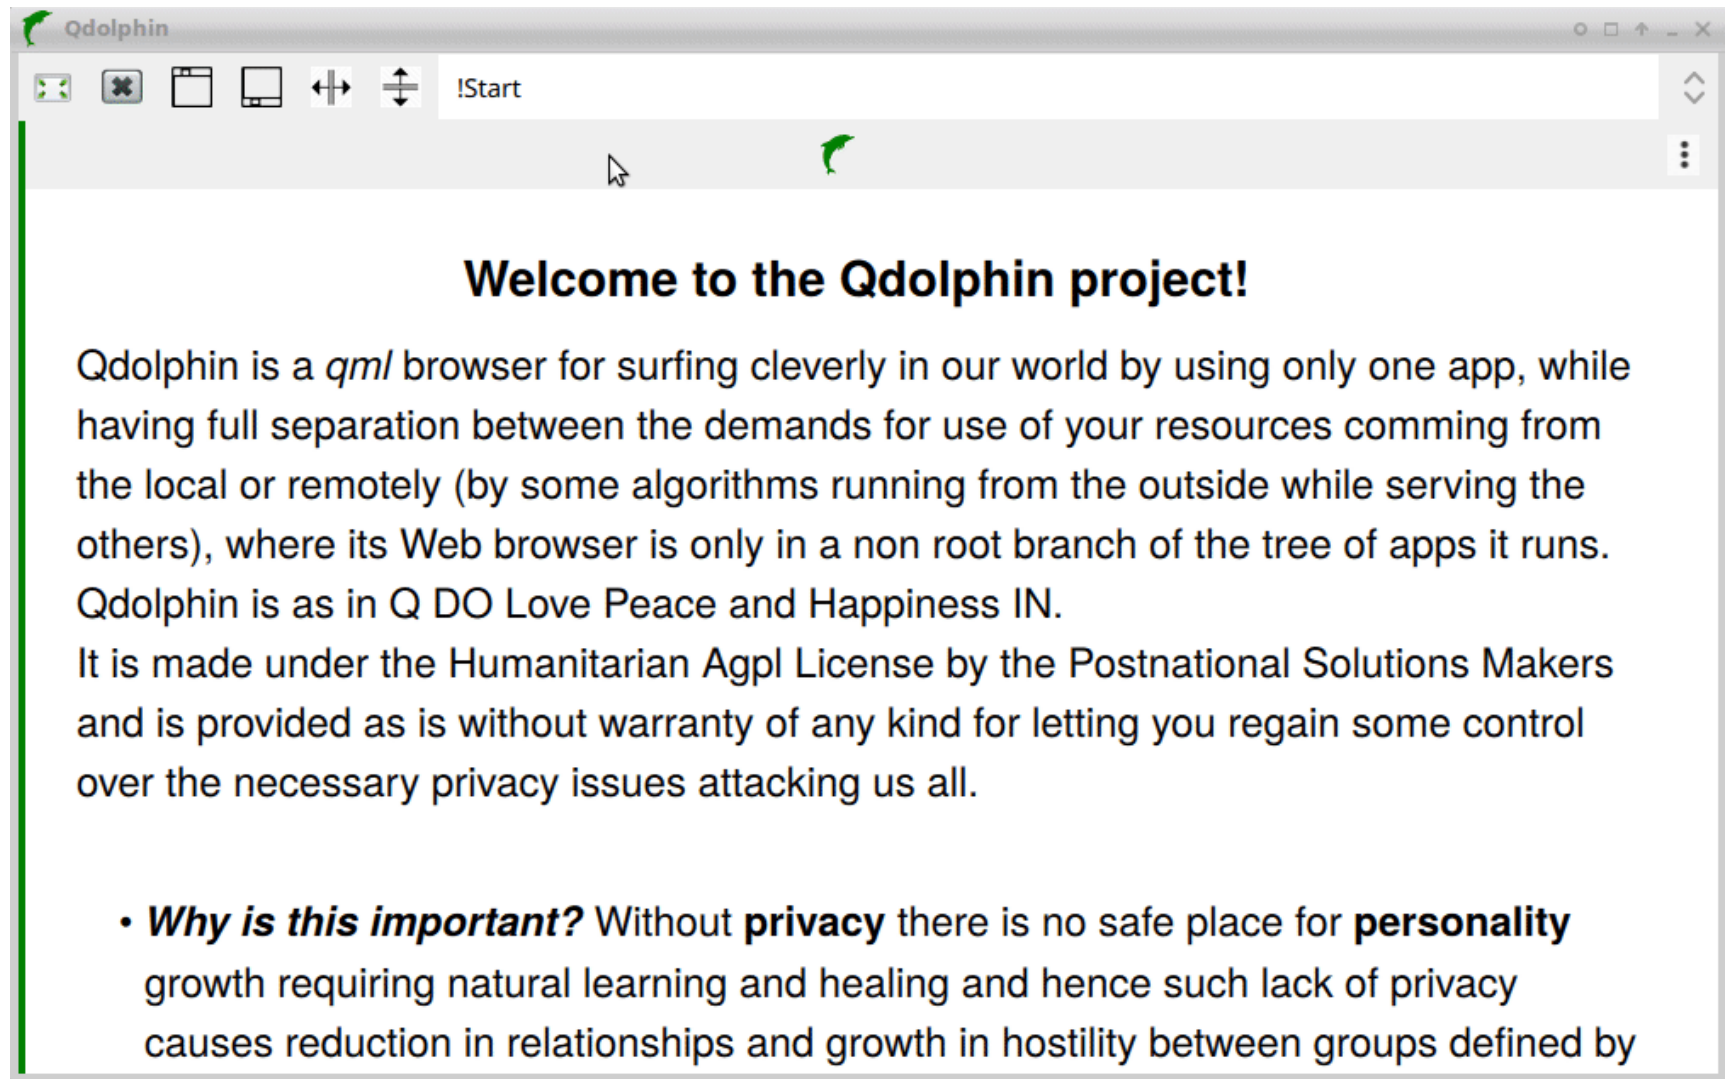 Qdolphin
!Start
Welcome to the Qdolphin project!
Qdolphin is a qml browser for surfing cleverly in our world by using only one app, while
having full separation between the demands for use of your resources comming from
the local or remotely (by some algorithms running from the outside while serving the
others), where its Web browser is only in a non root branch of the tree of apps it runs.
Qdolphin is as in Q DO Love Peace and Happiness IN.
It is made under the Humanitarian Agpl License by the Postnational Solutions Makers
and is provided as is without warranty of any kind for letting you regain some control
over the necessary privacy issues attacking us all.
• Why is this important? Without privacy there is no safe place for personality
growth requiring natural learning and healing and hence such lack of privacy
causes reduction in relationships and growth in hostility between groups defined by